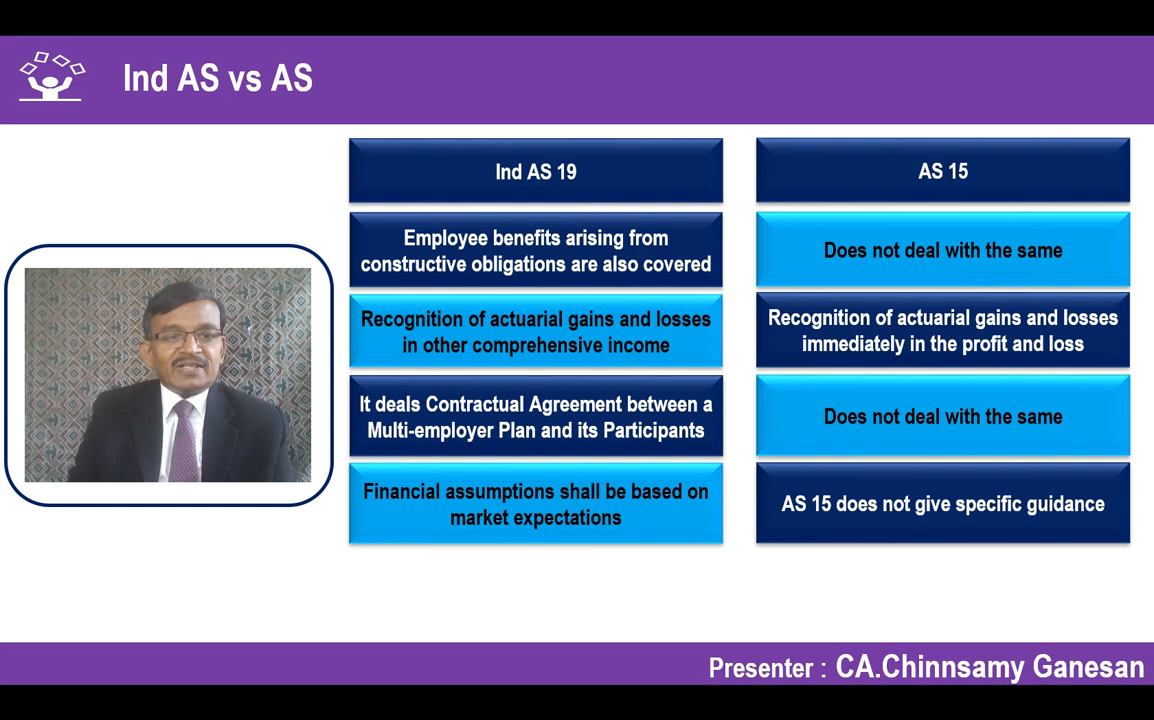 Ind AS vs AS
Ind AS 19
AS 15
Employee benefits arising from
constructive obligations are also covered
Does not deal with the same
Recognition of actuarial gains and losses
in other comprehensive income
Recognition of actuarial gains and losses
immediately in the profit and loss
It deals Contractual Agreement between a
Multi-employer Plan and its Participants
Does not deal with the same
Financial assumptions shall be based on
market expectations
AS 15 does not give specific guidance
Presenter : CA.Chinnsamy Ganesan